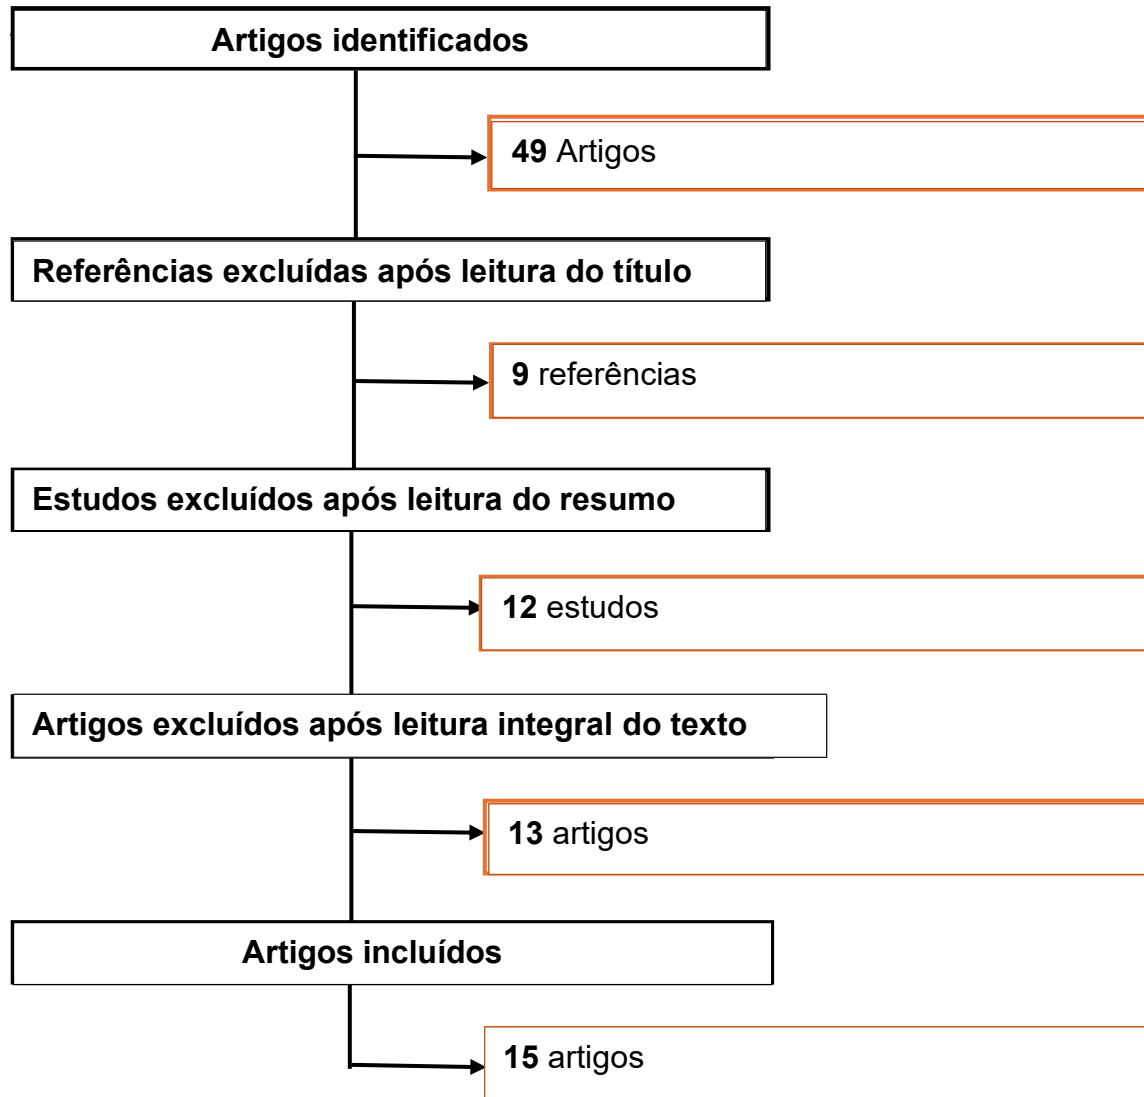 Artigos identificados
49 Artigos
Referências excluídas após leitura do título
9 referências
Estudos excluídos após leitura do resumo
12 estudos
Artigos excluídos após leitura integral do texto
13 artigos
Artigos incluídos
15 artigos